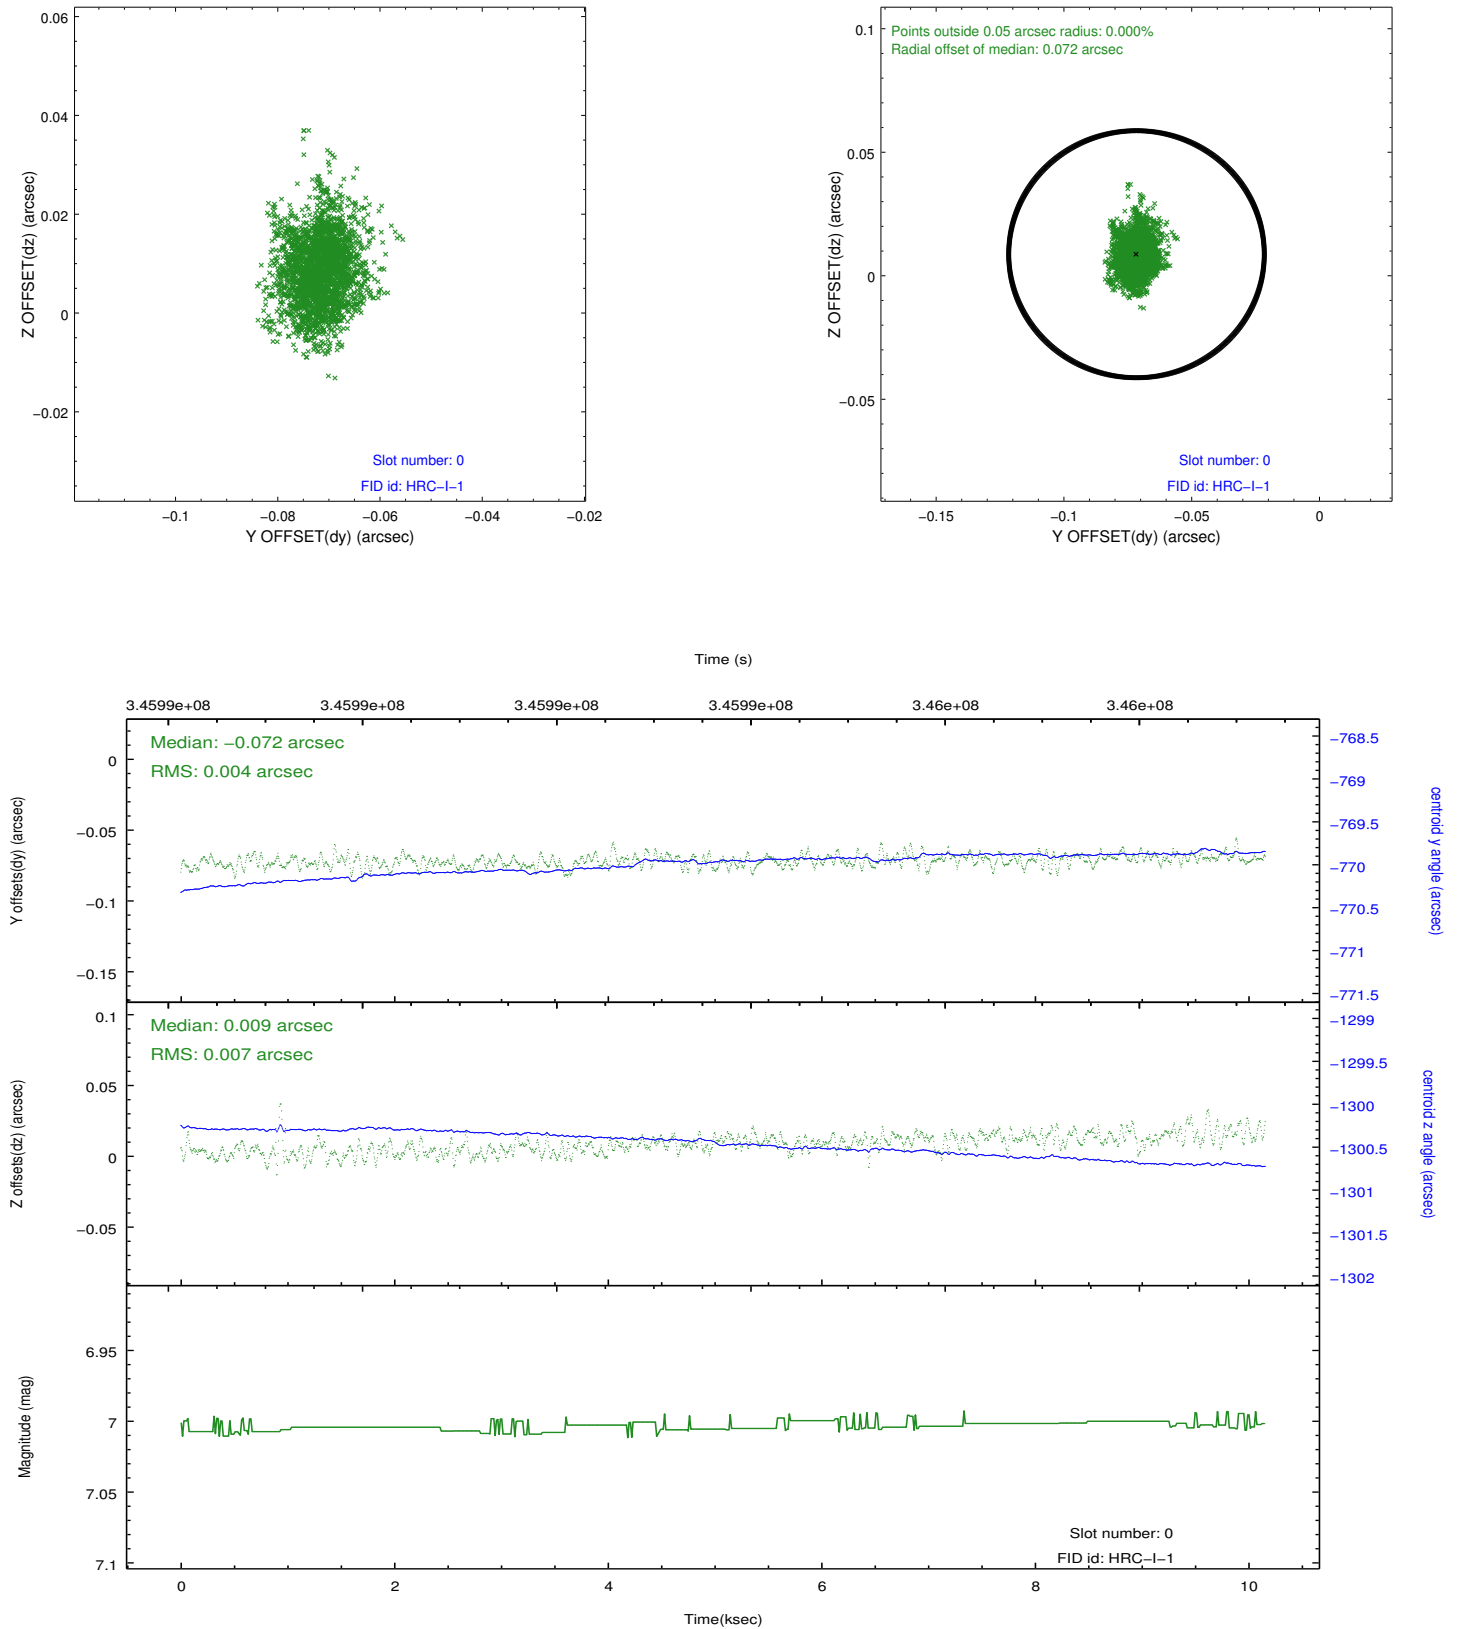 0.06
0.04
0.02
0
−0.02
Z OFFSET(dz) (arcsec)
Slot number: 0
FID id: HRC−I−1
−0.1 −0.08 −0.06 −0.04 −0.02
Y OFFSET(dy) (arcsec)
Points outside 0.05 arcsec radius: 0.000%
Radial offset of median: 0.072 arcsec
0.1
0.05
0
−0.05
Z OFFSET(dz) (arcsec)
Slot number: 0
FID id: HRC−I−1
−0.15 −0.1 −0.05 0
Y OFFSET(dy) (arcsec)
Time (s)
3.4599e+08 3.4599e+08 3.4599e+08 3.4599e+08 3.46e+08 3.46e+08
Median: −0.072 arcsec
RMS: 0.004 arcsec
0
−0.05
−0.1
−0.15
Y offsets(dy) (arcsec)
−768.5
−769
−769.5
−770
−770.5
−771
−771.5
centroid y angle (arcsec)
Median: 0.009 arcsec
RMS: 0.007 arcsec
0.1
0.05
0
−0.05
Z offsets(dz) (arcsec)
−1299
−1299.5
−1300
−1300.5
−1301
−1301.5
−1302
centroid z angle (arcsec)
6.95
7
7.05
7.1
Magnitude (mag)
Slot number: 0
FID id: HRC−I−1
0 2 4 6 8 10
Time(ksec)